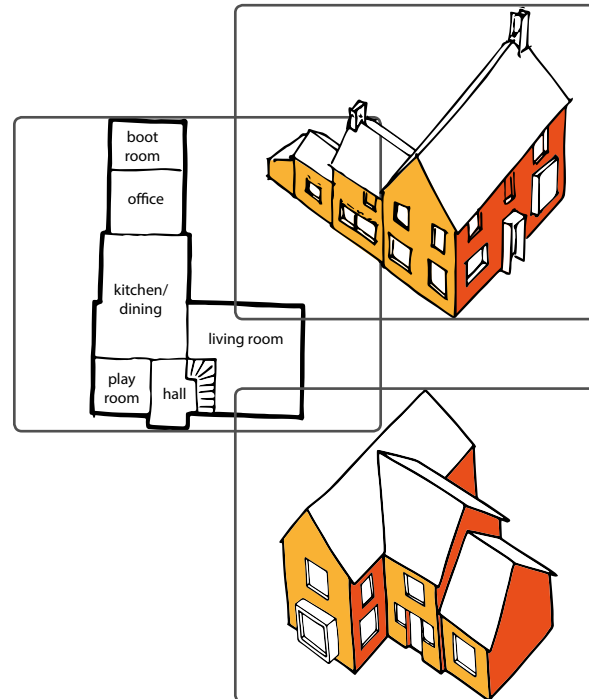 boot
room
office
kitchen/
dining
living room
play
room
hall